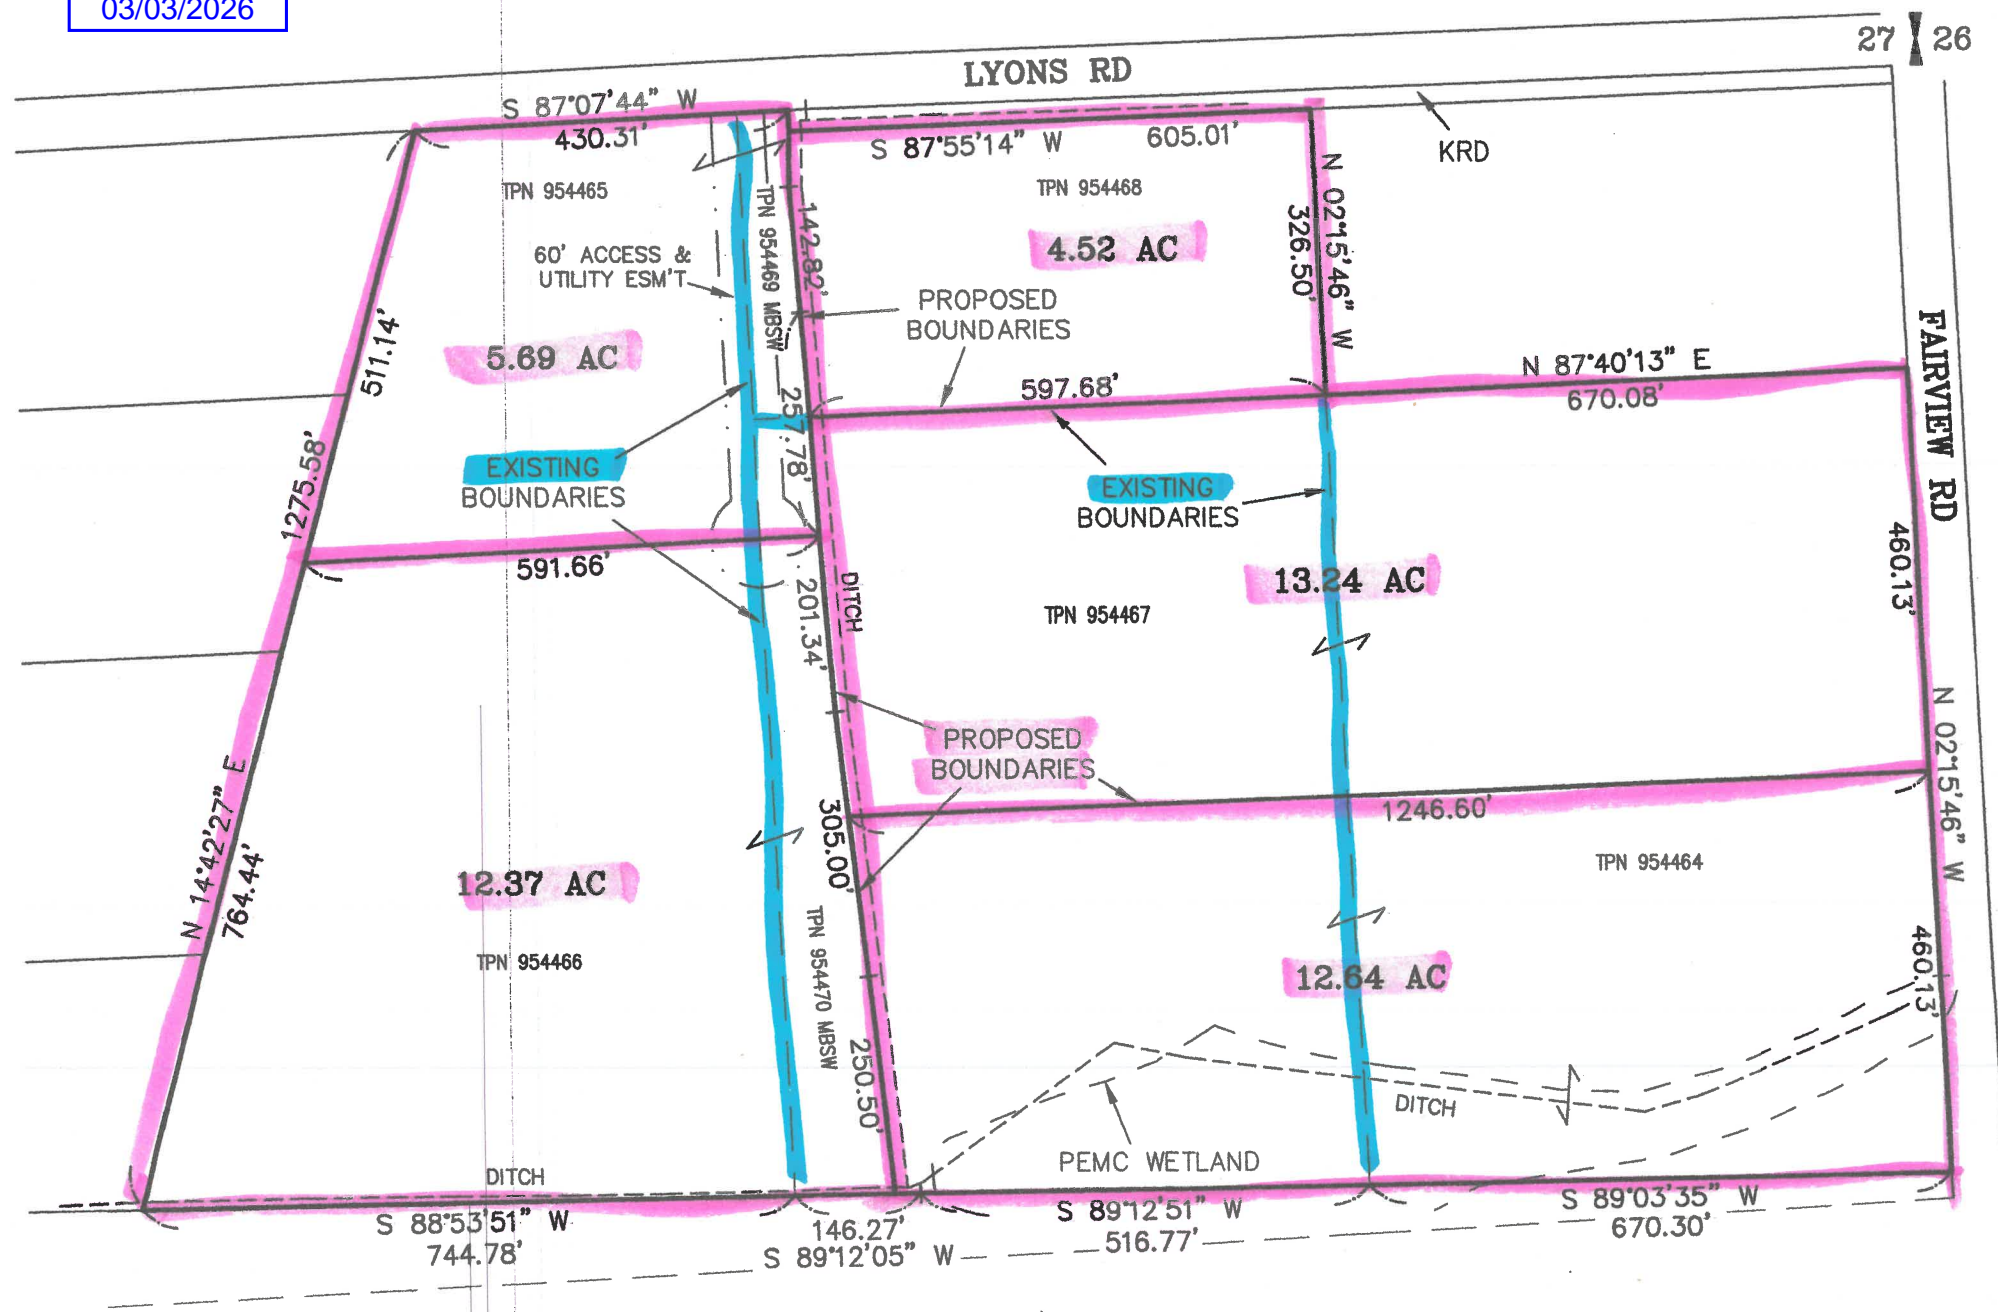 03/03/2026
27 26
LYONS RD
KRD
S 87°07'44" W
430.31'
S 87°55'14" W
605.01'
TPN 954465
TPN 954468
4.52 AC
N 02°15'46" W
326.50'
TPN 954469 MBSW
142.82'
60' ACCESS &
UTILITY ESM'T
PROPOSED
BOUNDARIES
511.14'
5.69 AC
597.68'
N 87°40'13" E
670.08'
FAIRVIEW RD
257.78'
1275.58'
EXISTING
BOUNDARIES
EXISTING
BOUNDARIES
591.66'
460.13'
13.24 AC
DITCH
201.34'
TPN 954467
N 02°15'46" W
PROPOSED
BOUNDARIES
1246.60'
305.00'
N 14°42'27" E
764.44'
TPN 954464
12.37 AC
TPN 954466
TPN 954470 MBSW
12.64 AC
460.13'
250.50'
DITCH
PEMC WETLAND
DITCH
S 88°53'51" W
744.78'
146.27'
S 89°12'05" W
S 89°12'51" W
516.77'
S 89°03'35" W
670.30'